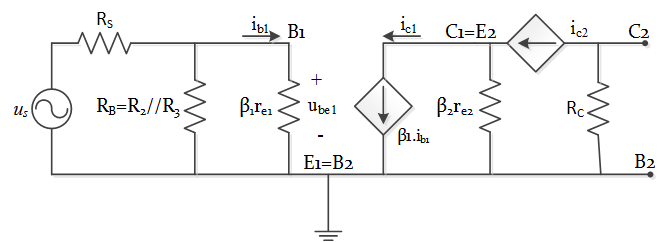 Rs
ib1
B1
ic1
C1=E2
ic2
C2
us
RB=R2//R3
β1re1
+
ube1
-
β1.ib1
β2re2
RC
E1=B2
B2